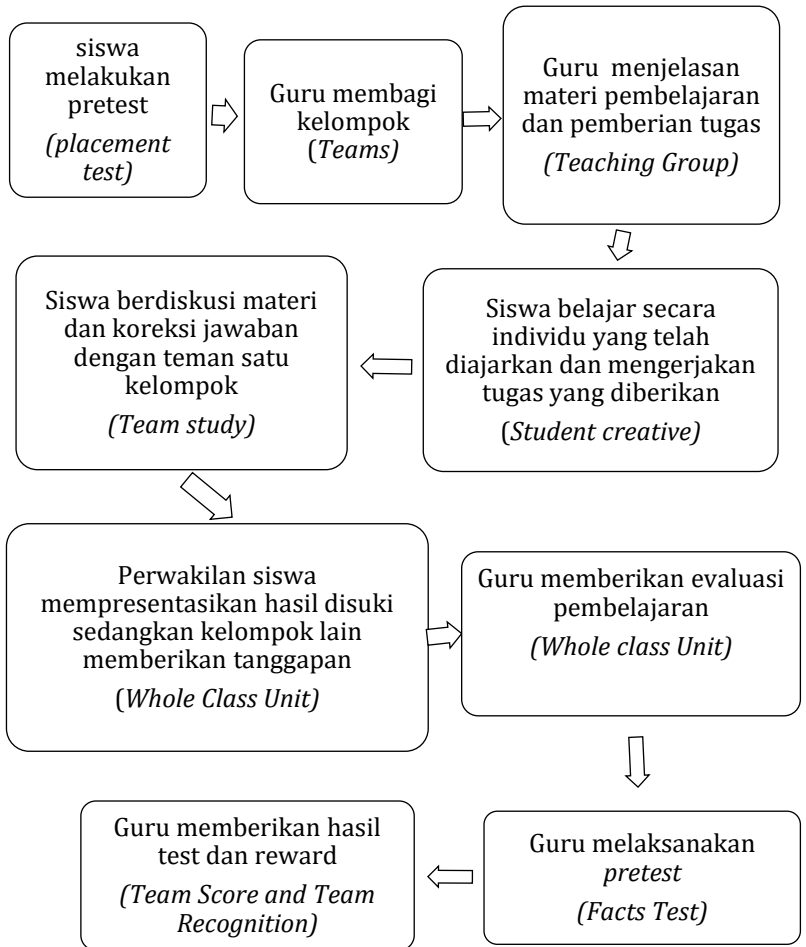 siswa
melakukan
pretest
(placement
test)
Guru membagi
kelompok
(Teams)
Guru menjelasan
materi pembelajaran
dan pemberian tugas
(Teaching Group)
Siswa belajar secara
individu yang telah
diajarkan dan mengerjakan
tugas yang diberikan
(Student creative)
Siswa berdiskusi materi
dan koreksi jawaban
dengan teman satu
kelompok
(Team study)
Perwakilan siswa
mempresentasikan hasil disuki
sedangkan kelompok lain
memberikan tanggapan
(Whole Class Unit)
Guru memberikan evaluasi
pembelajaran
(Whole class Unit)
Guru melaksanakan
pretest
(Facts Test)
Guru memberikan hasil
test dan reward
(Team Score and Team
Recognition)